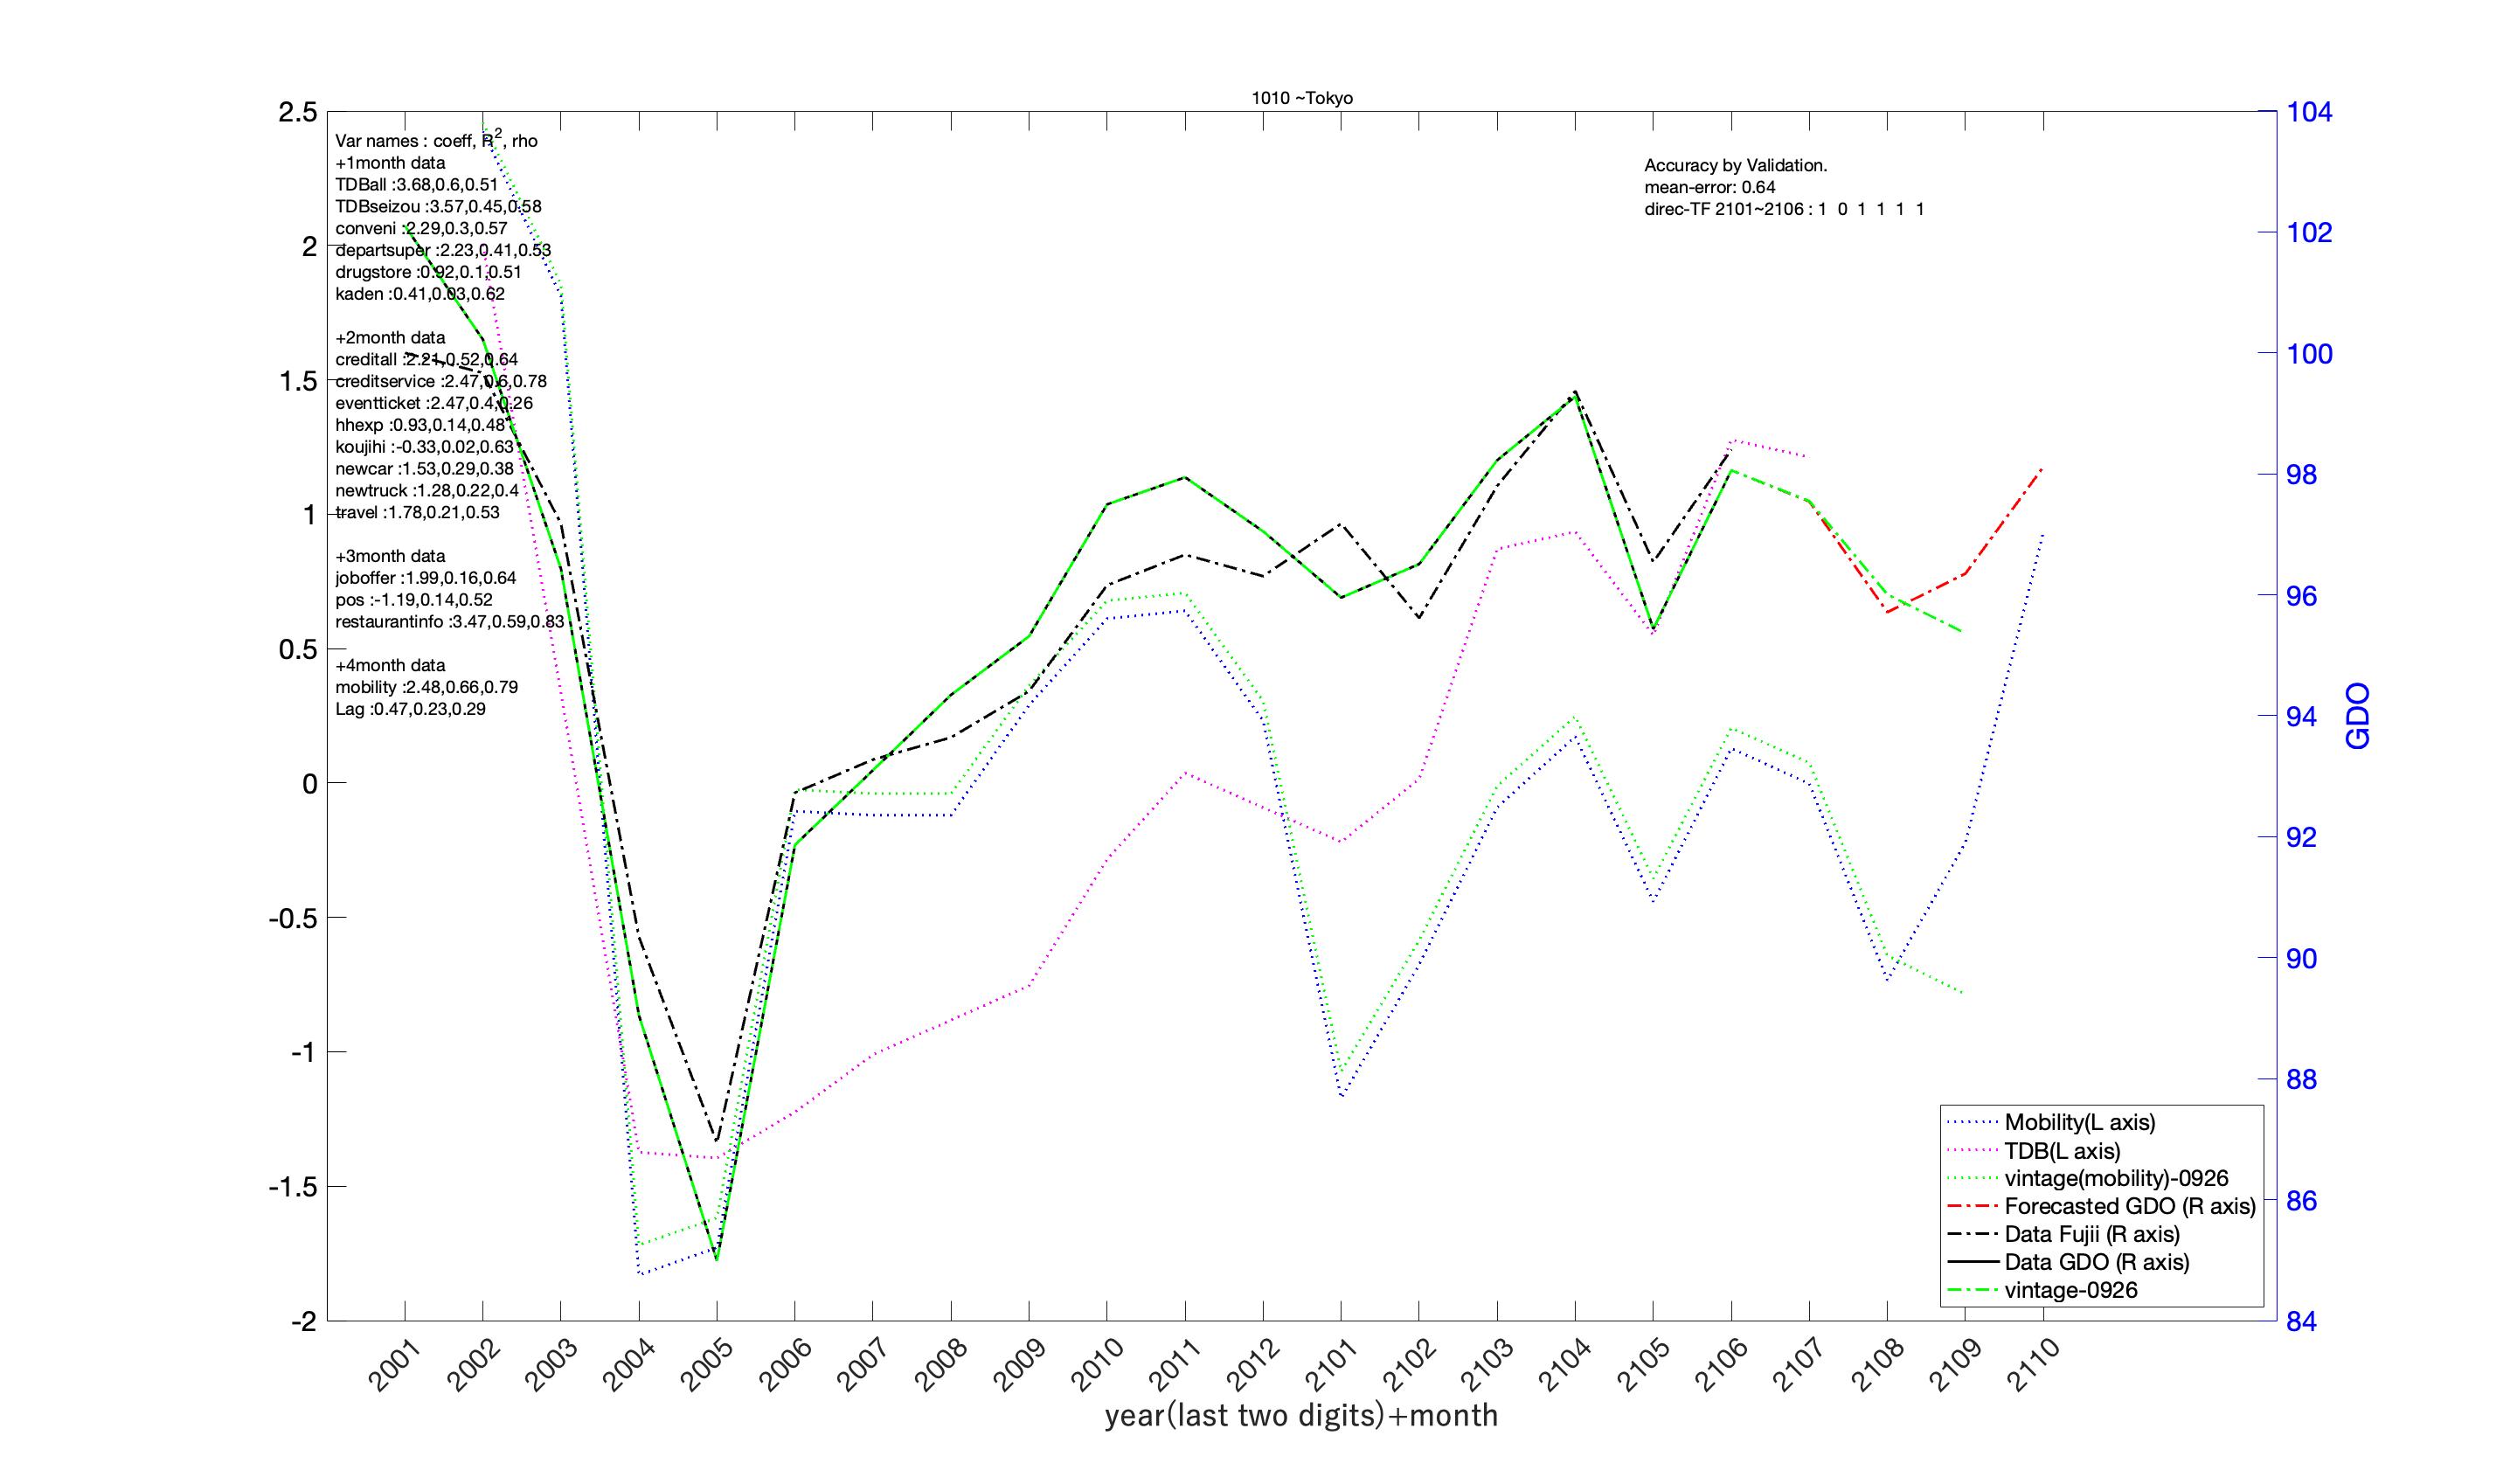 1010 ~Tokyo
2.5
2
1.5
1
0.5
0
-0.5
-1
-1.5
-2
Var names : coeff, R², rho
+1month data
TDBall :3.68,0.6,0.51
TDBseizou :3.57,0.45,0.58
conveni :2.29,0.3,0.57
departsuper :2.23,0.41,0.53
drugstore :0.92,0.1,0.51
kaden :0.41,0.03,0.62
+2month data
creditall :2.21,0.52,0.64
creditservice :2.47,0.6,0.78
eventticket :2.47,0.4,0.26
hhexp :0.93,0.14,0.48
koujihi :-0.33,0.02,0.63
newcar :1.53,0.29,0.38
newtruck :1.28,0.22,0.4
travel :1.78,0.21,0.53
+3month data
joboffer :1.99,0.16,0.64
pos :-1.19,0.14,0.52
restaurantinfo :3.47,0.59,0.83
+4month data
mobility :2.48,0.66,0.79
Lag :0.47,0.23,0.29
Accuracy by Validation.
mean-error: 0.64
direc-TF 2101~2106 : 1 0 1 1 1 1
104
102
100
98
96
94
92
90
88
86
84
GDO
Mobility(L axis)
TDB(L axis)
vintage(mobility)-0926
Forecasted GDO (R axis)
Data Fujii (R axis)
Data GDO (R axis)
vintage-0926
2001 2002 2003 2004 2005 2006 2007 2008 2009 2010 2011 2012 2101 2102 2103 2104 2105 2106 2107 2108 2109 2110
year(last two digits)+month